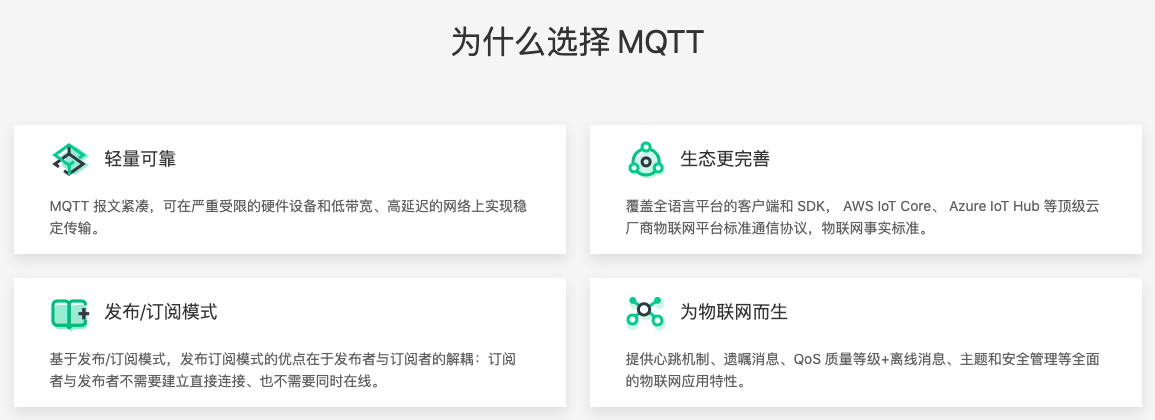 为什么选择 MQTT
轻量可靠
MQTT 报文紧凑，可在严重受限的硬件设备和低带宽、高延迟的网络上实现稳
定传输。
生态更完善
覆盖全语言平台的客户端和 SDK， AWS IoT Core、 Azure IoT Hub 等顶级云
厂商物联网平台标准通信协议，物联网事实标准。
发布/订阅模式
基于发布/订阅模式，发布订阅模式的优点在于发布者与订阅者的解耦：订阅
者与发布者不需要建立直接连接、也不需要同时在线。
为物联网而生
提供心跳机制、遗嘱消息、QoS 质量等级+离线消息、主题和安全管理等全面
的物联网应用特性。